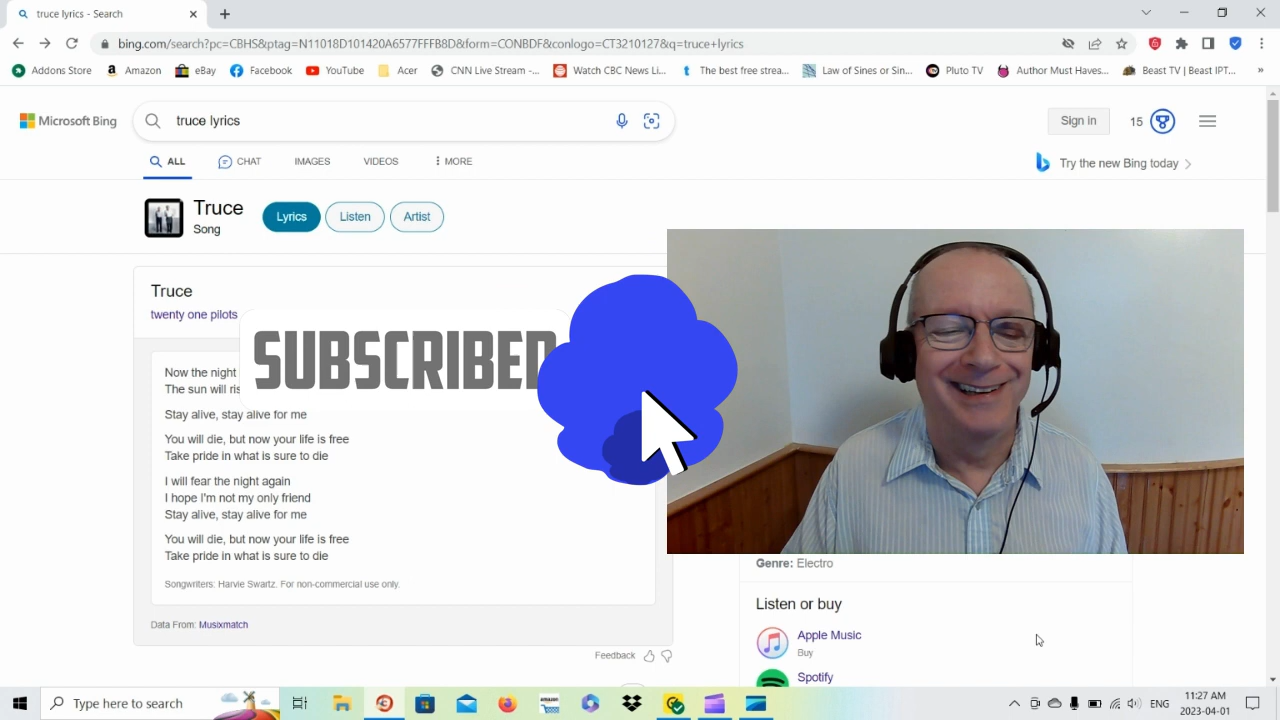 truce lyrics
bing.com/search?pc=CBHS&ptag=N11018D101420A6577FFFB8D&form=CONBDF&conlogo=CT3210127&q=truce+lyrics
Addons Store
Amazon
eBay
Facebook
YouTube
Acer
CNN Live Stream -...
Watch CBC News Li...
The best free strea...
Law of Sines or Sin...
Pluto TV
Author Must Haves...
Beast TV | Beast IPT...
»
Microsoft Bing
truce lyrics
Sign in
15
ALL
CHAT
IMAGES
VIDEOS
MORE
Try the new Bing today
Truce
Song
Lyrics
Listen
Artist
Truce
twenty one pilots
SUBSCRIBED
Now the night
The sun will ris
Stay alive, stay alive for me
You will die, but now your life is free
Take pride in what is sure to die
I will fear the night again
I hope I'm not my only friend
Stay alive, stay alive for me
You will die, but now your life is free
Take pride in what is sure to die
Songwriters: Harvie Swartz. For non-commercial use only.
Data From: Musixmatch
Feedback
Genre: Electro
Listen or buy
Apple Music
Buy
Spotify
Type here to search
ENG
11:27 AM
2023-04-01